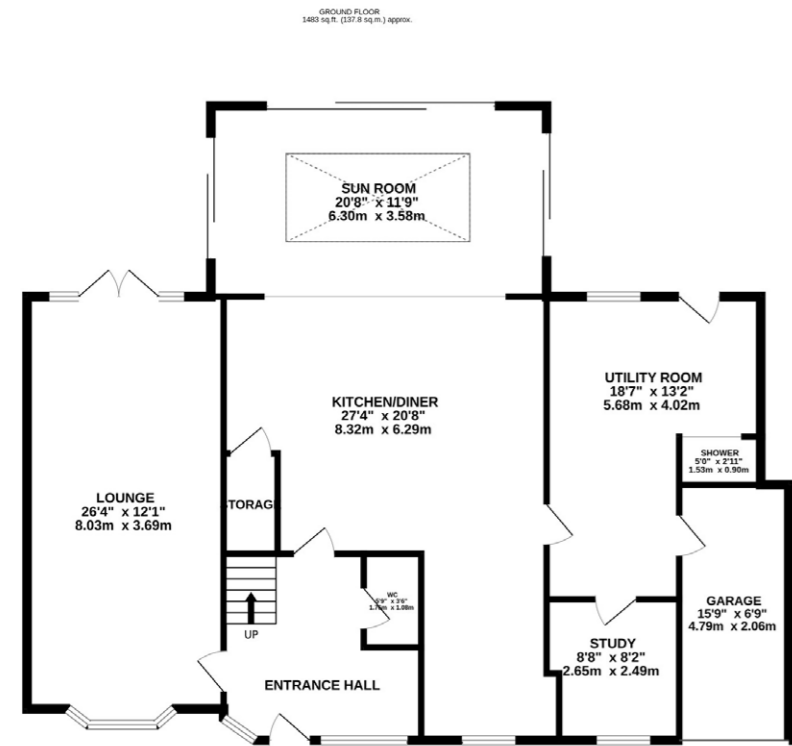 GROUND FLOOR
1483 sq.ft. (137.8 sq.m.) approx.
SUN ROOM
20'8" x 11'9"
6.30m x 3.58m
KITCHEN/DINER
27'4" x 20'8"
8.32m x 6.29m
UTILITY ROOM
18'7" x 13'2"
5.68m x 4.02m
SHOWER
5'0" x 2'11"
1.53m x 0.90m
LOUNGE
26'4" x 12'1"
8.03m x 3.69m
STORAGE
WC
UP
ENTRANCE HALL
STUDY
8'8" x 8'2"
2.65m x 2.49m
GARAGE
15'9" x 6'9"
4.79m x 2.06m